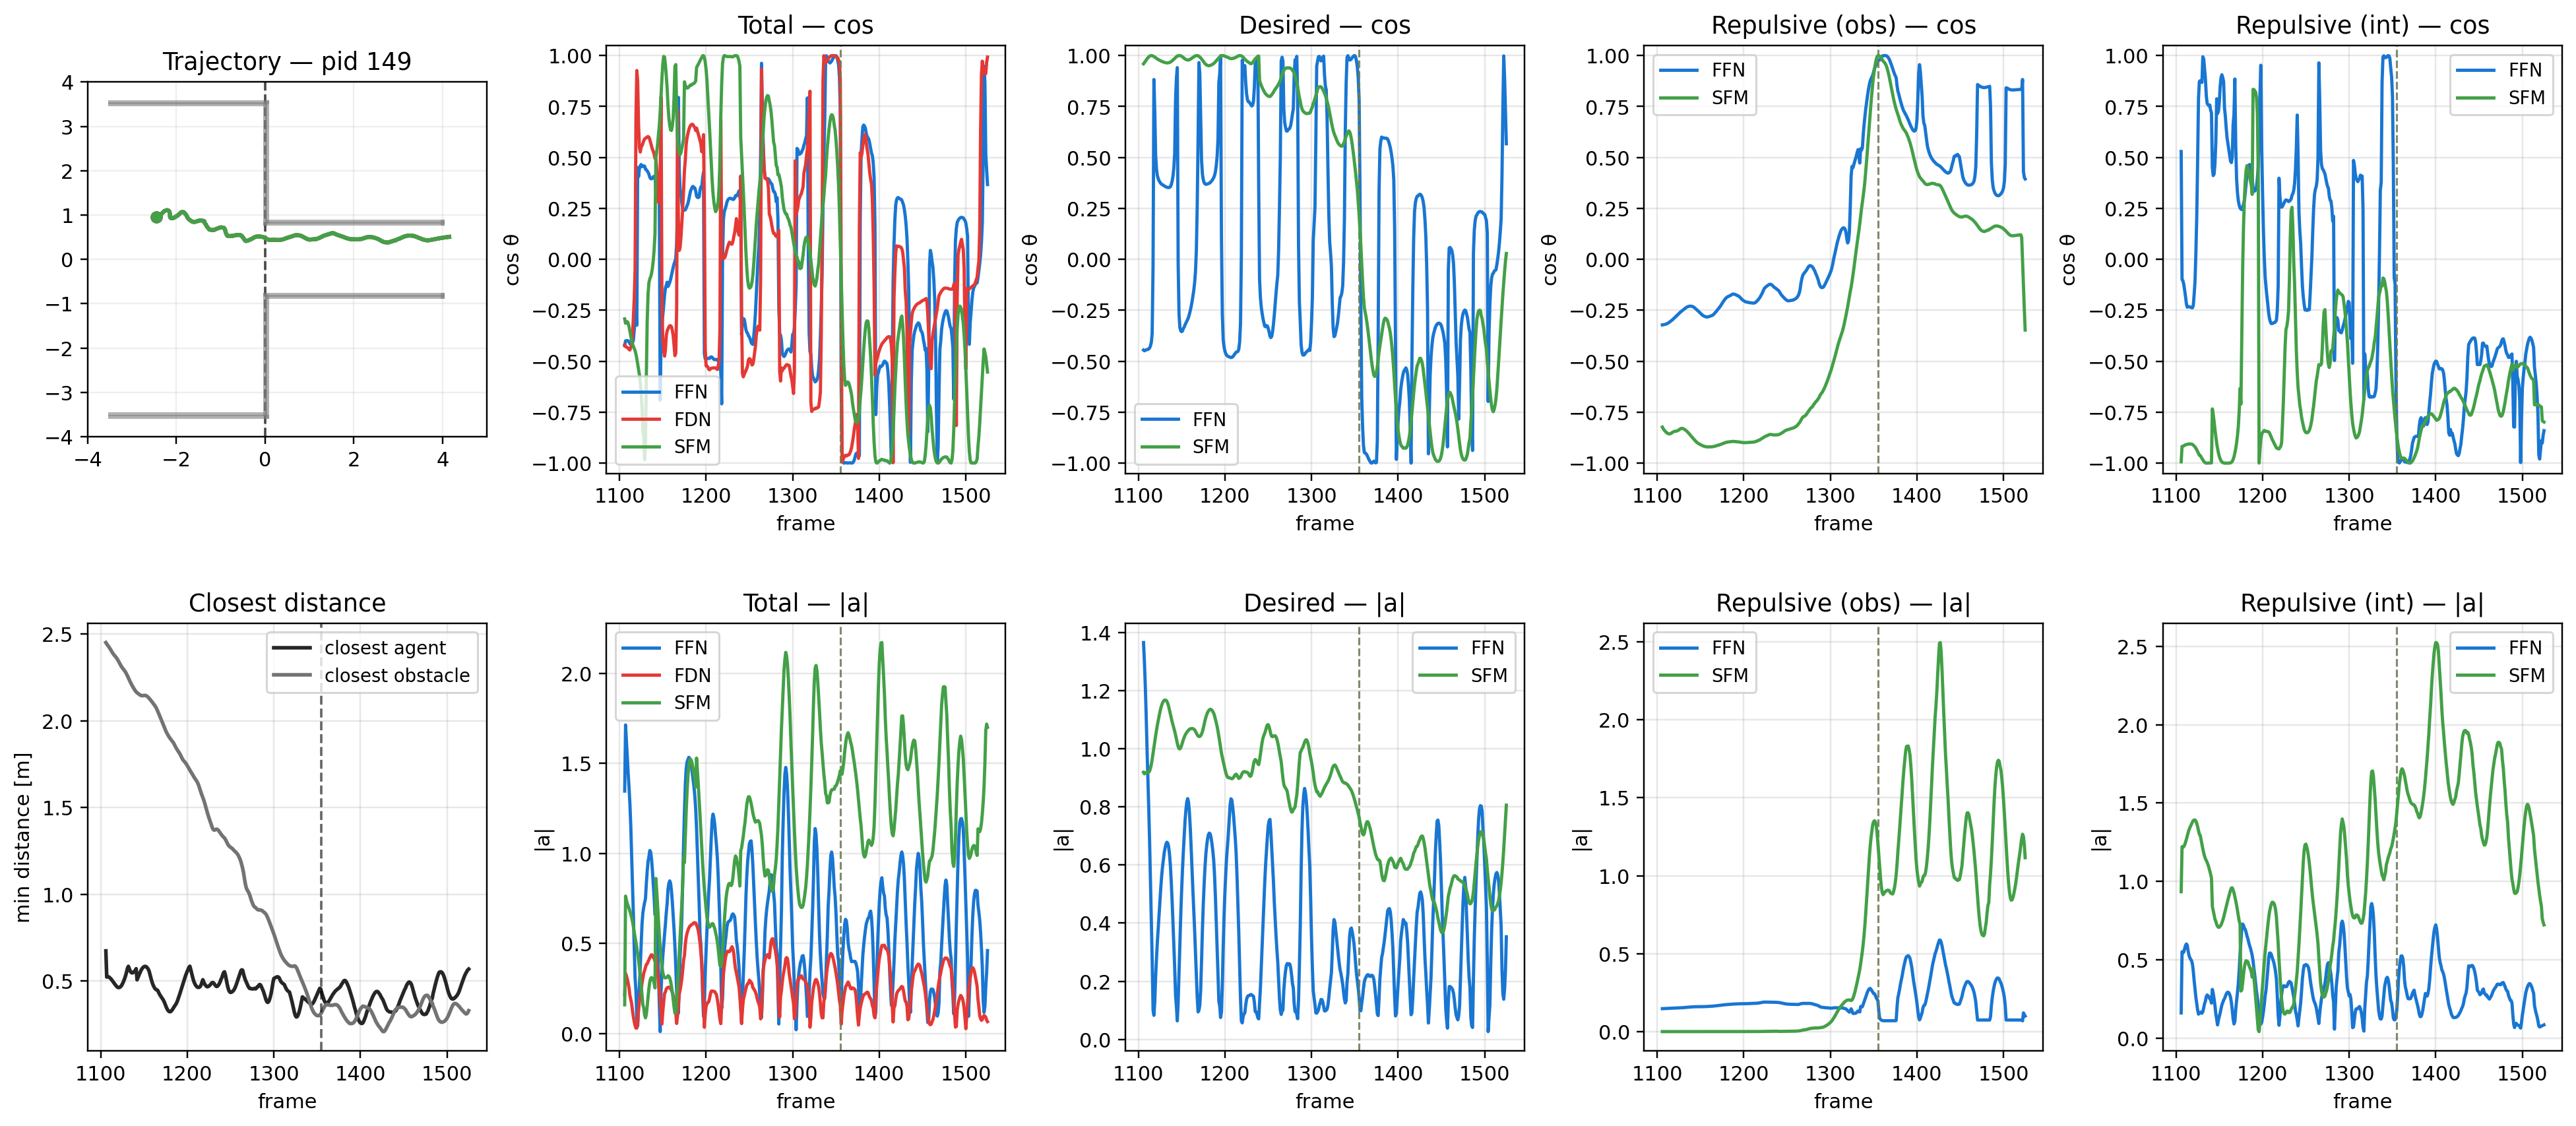 Trajectory — pid 149
4
3
2
1
0
−1
−2
−3
−4
−4
−2
0
2
4
Total — cos
cos θ
1.00
0.75
0.50
0.25
0.00
−0.25
−0.50
−0.75
−1.00
FFN
FDN
SFM
1100
1200
1300
1400
1500
frame
Desired — cos
cos θ
1.00
0.75
0.50
0.25
0.00
−0.25
−0.50
−0.75
−1.00
FFN
SFM
1100
1200
1300
1400
1500
frame
Repulsive (obs) — cos
cos θ
1.00
0.75
0.50
0.25
0.00
−0.25
−0.50
−0.75
−1.00
FFN
SFM
1100
1200
1300
1400
1500
frame
Repulsive (int) — cos
cos θ
1.00
0.75
0.50
0.25
0.00
−0.25
−0.50
−0.75
−1.00
FFN
SFM
1100
1200
1300
1400
1500
frame
Closest distance
min distance [m]
2.5
2.0
1.5
1.0
0.5
closest agent
closest obstacle
1100
1200
1300
1400
1500
frame
Total — |a|
|a|
2.0
1.5
1.0
0.5
0.0
FFN
FDN
SFM
1100
1200
1300
1400
1500
frame
Desired — |a|
|a|
1.4
1.2
1.0
0.8
0.6
0.4
0.2
0.0
FFN
SFM
1100
1200
1300
1400
1500
frame
Repulsive (obs) — |a|
|a|
2.5
2.0
1.5
1.0
0.5
0.0
FFN
SFM
1100
1200
1300
1400
1500
frame
Repulsive (int) — |a|
|a|
2.5
2.0
1.5
1.0
0.5
0.0
FFN
SFM
1100
1200
1300
1400
1500
frame